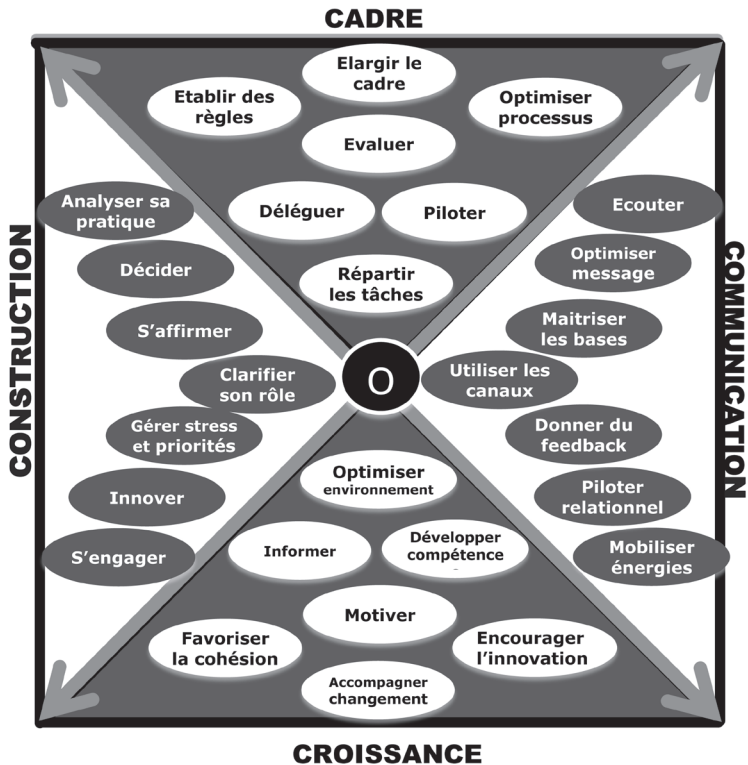 CADRE
Elargir le
cadre
Etablir des
règles
Optimiser
processus
Evaluer
Déléguer
Piloter
Répartir
les tâches
CONSTRUCTION
Analyser sa
pratique
Décider
S'affirmer
Clarifier
son rôle
Gérer stress
et priorités
Innover
S'engager
O
COMMUNICATION
Ecouter
Optimiser
message
Maitriser
les bases
Utiliser les
canaux
Donner du
feedback
Piloter
relationnel
Mobiliser
énergies
Optimiser
environnement
Informer
Développer
compétence
Motiver
Favoriser
la cohésion
Encourager
l'innovation
Accompagner
changement
CROISSANCE